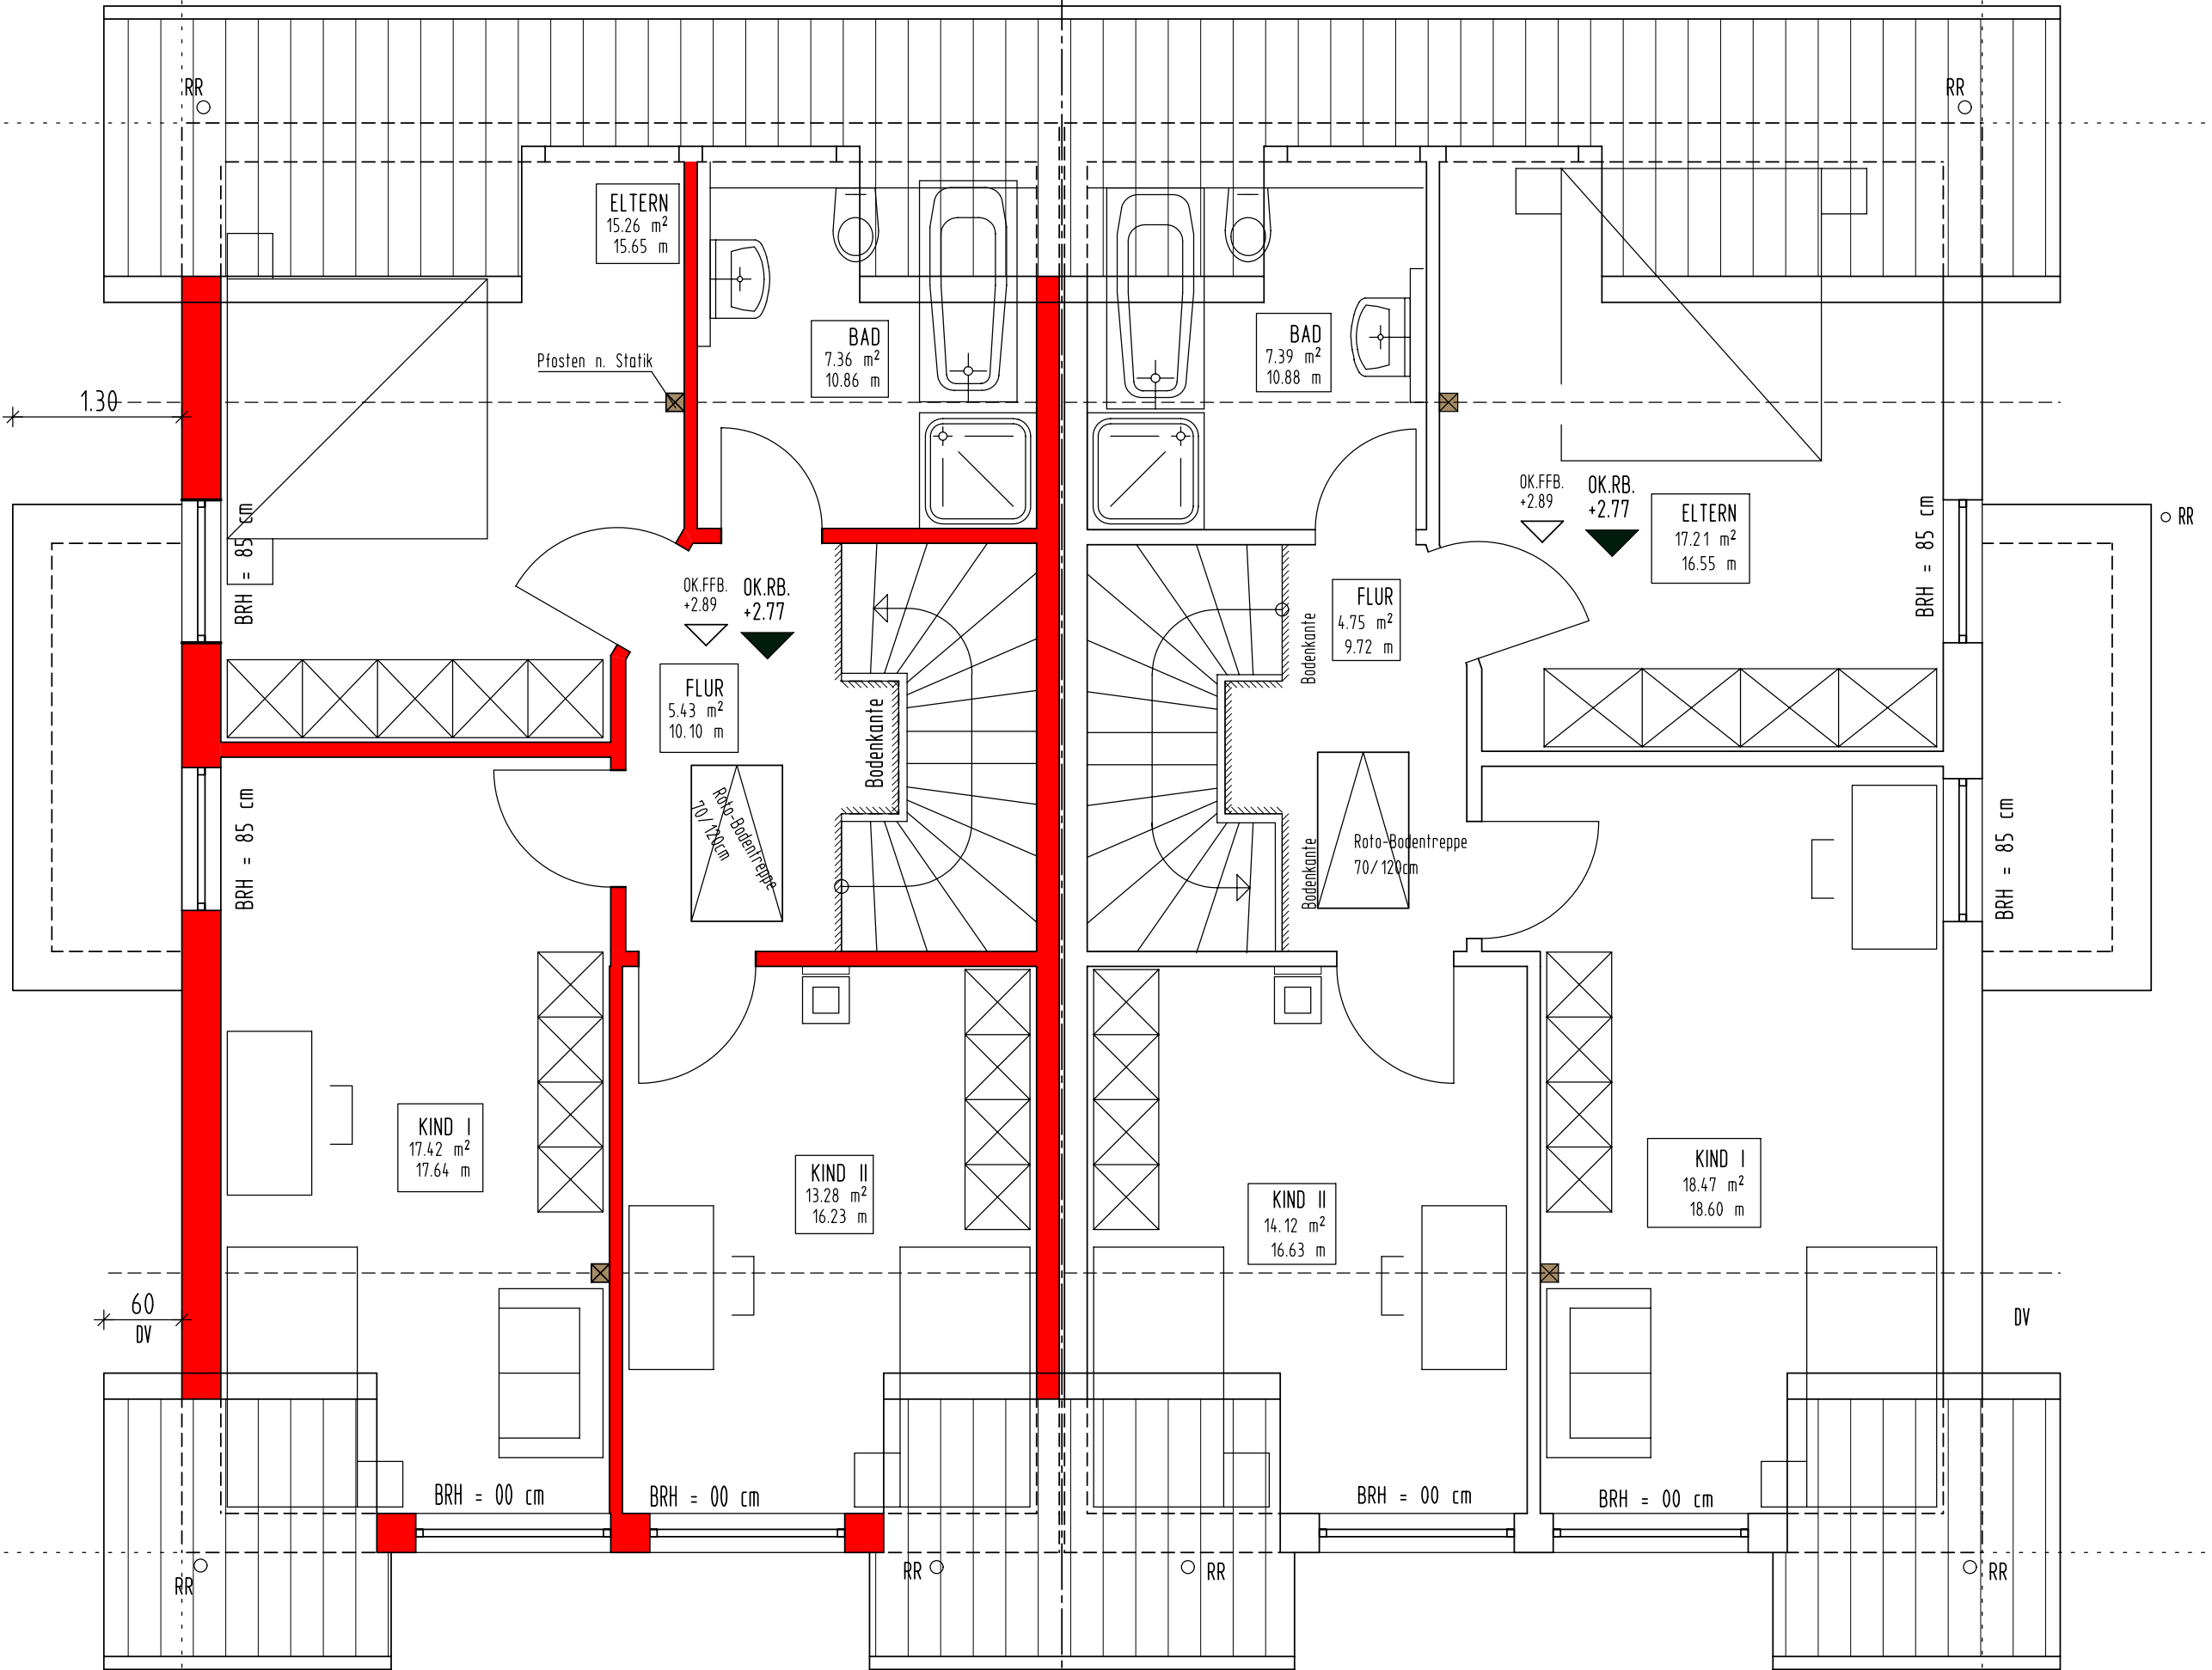 RR
RR
ELTERN
15.26 m²
15.65 m
BAD
7.36 m²
10.86 m
BAD
7.39 m²
10.88 m
Pfosten n. Statik
1.30
BRH = 85 cm
OK.FFB.
+2.89
OK.RB.
+2.77
ELTERN
17.21 m²
16.55 m
BRH = 85 cm
RR
OK.FFB.
+2.89
OK.RB.
+2.77
FLUR
4.75 m²
9.72 m
Bodenkante
FLUR
5.43 m²
10.10 m
Bodenkante
Roto-Bodentreppe
70/120cm
BRH = 85 cm
Bodenkante
Roto-Bodentreppe
70/120cm
BRH = 85 cm
KIND I
17.42 m²
17.64 m
KIND II
13.28 m²
16.23 m
KIND II
14.12 m²
16.63 m
KIND I
18.47 m²
18.60 m
60
DV
DV
BRH = 00 cm
BRH = 00 cm
BRH = 00 cm
BRH = 00 cm
RR
RR
RR
RR